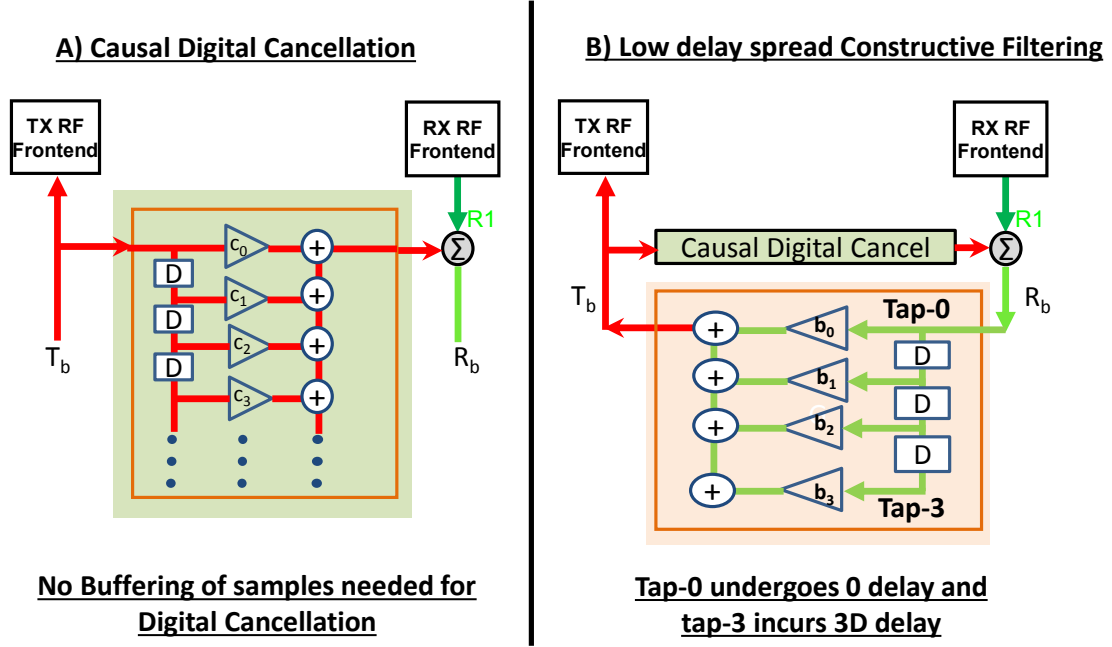 A) Causal Digital Cancellation
TX RF
Frontend
RX RF
Frontend
R1
Σ
c0
+
D
c1
+
D
c2
+
D
c3
+
Tb
Rb
No Buffering of samples needed for
Digital Cancellation
B) Low delay spread Constructive Filtering
TX RF
Frontend
RX RF
Frontend
R1
Causal Digital Cancel
Σ
Tb
Rb
Tap-0
+
b0
D
+
b1
D
+
b2
D
+
b3
Tap-3
Tap-0 undergoes 0 delay and
tap-3 incurs 3D delay